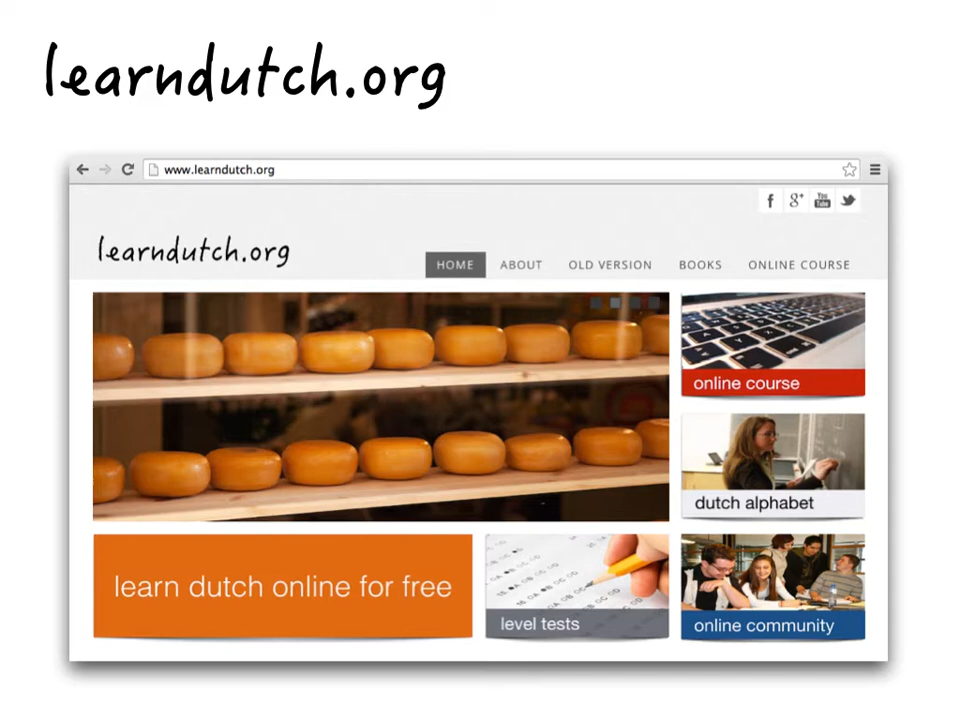 learndutch.org
www.learndutch.org
learndutch.org
HOME ABOUT OLD VERSION BOOKS ONLINE COURSE
online course
dutch alphabet
learn dutch online for free
level tests
online community